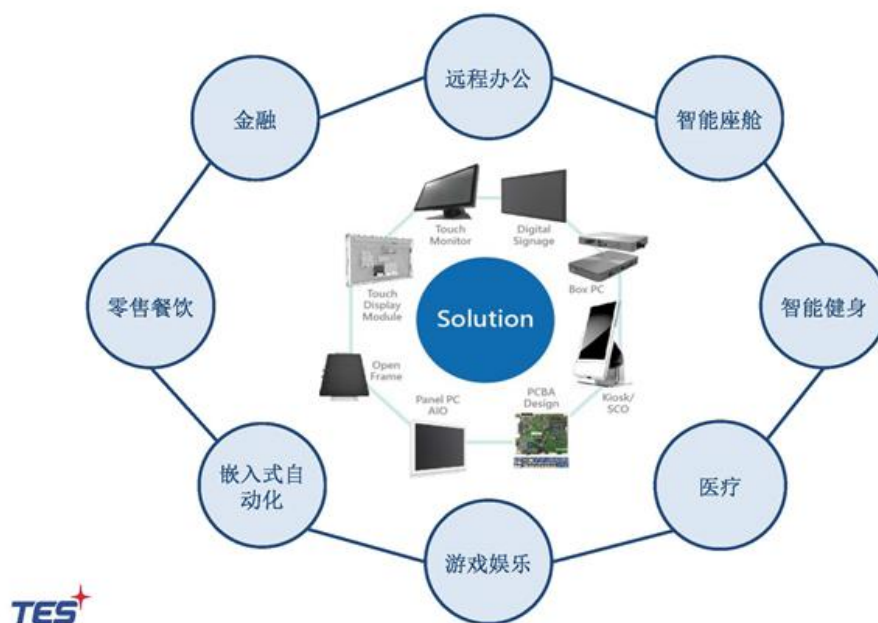 远程办公
金融
智能座舱
Touch
Monitor
Digital
Signage
Touch
Display
Module
Box PC
零售餐饮
Solution
智能健身
Open
Frame
Panel PC
AIO
PCBA
Design
Kiosk/
SCO
嵌入式自
动化
医疗
游戏娱乐
TES